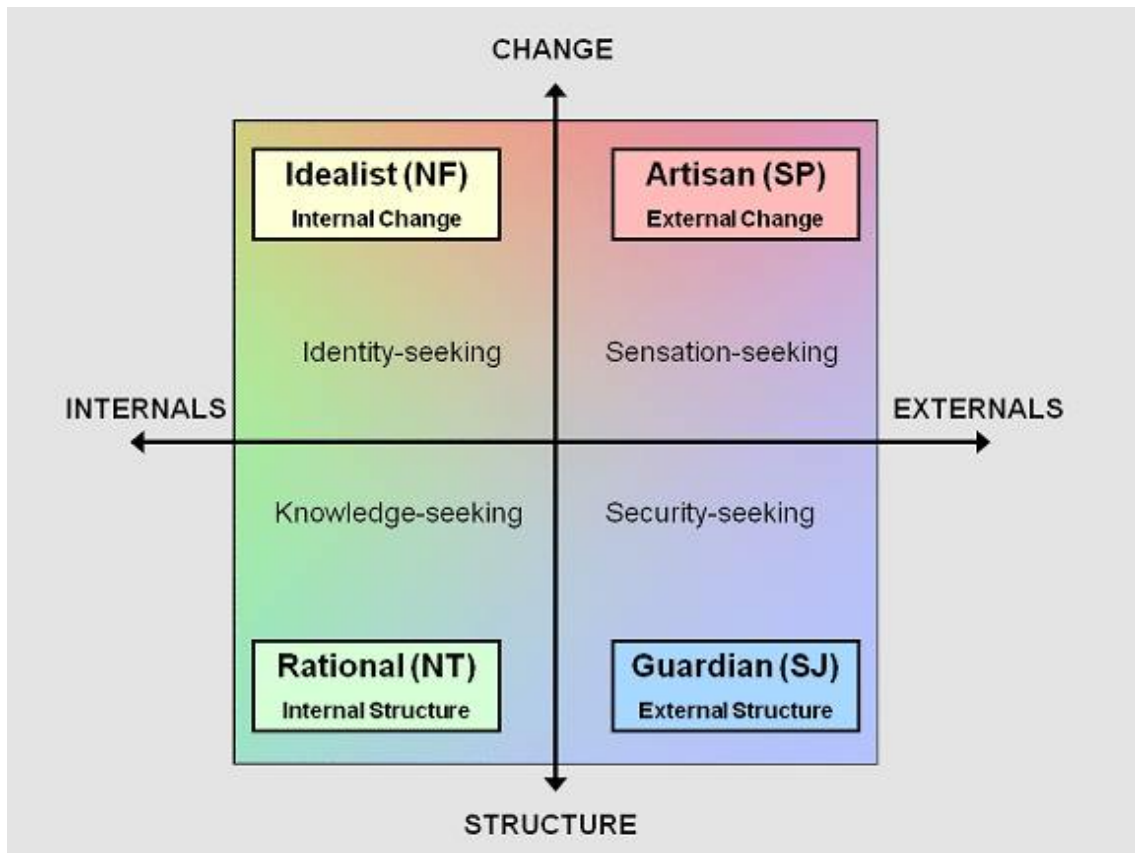 CHANGE
Idealist (NF)
Internal Change
Artisan (SP)
External Change
Identity-seeking
Sensation-seeking
INTERNALS
EXTERNALS
Knowledge-seeking
Security-seeking
Rational (NT)
Internal Structure
Guardian (SJ)
External Structure
STRUCTURE